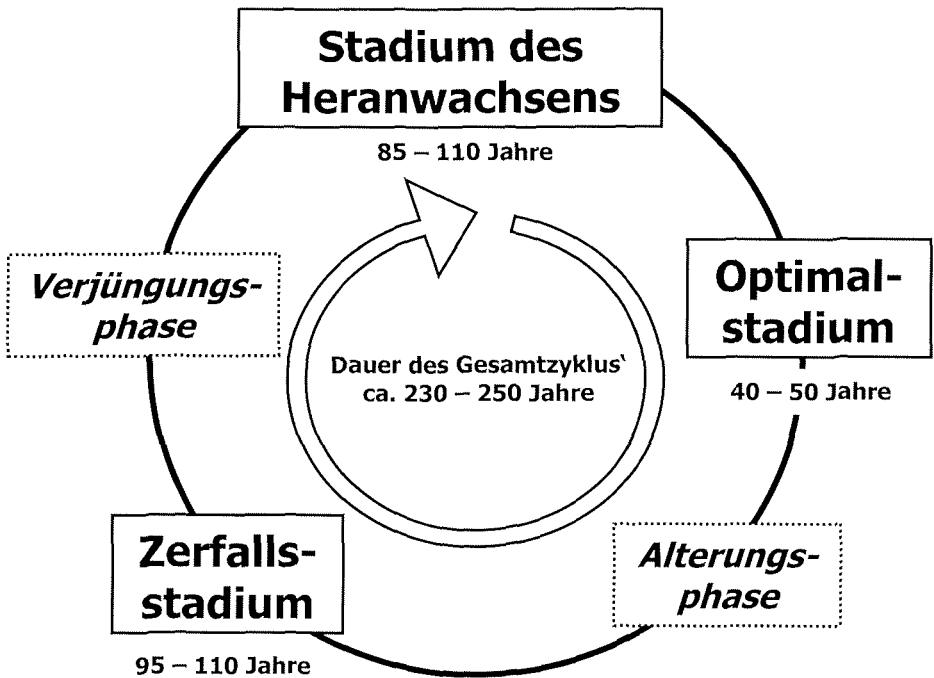 Stadium des
Heranwachsens
85 – 110 Jahre
Optimal-
stadium
40 – 50 Jahre
Alterungs-
phase
Zerfalls-
stadium
95 – 110 Jahre
Verjüngungs-
phase
Dauer des Gesamtzyklus‘
ca. 230 – 250 Jahre